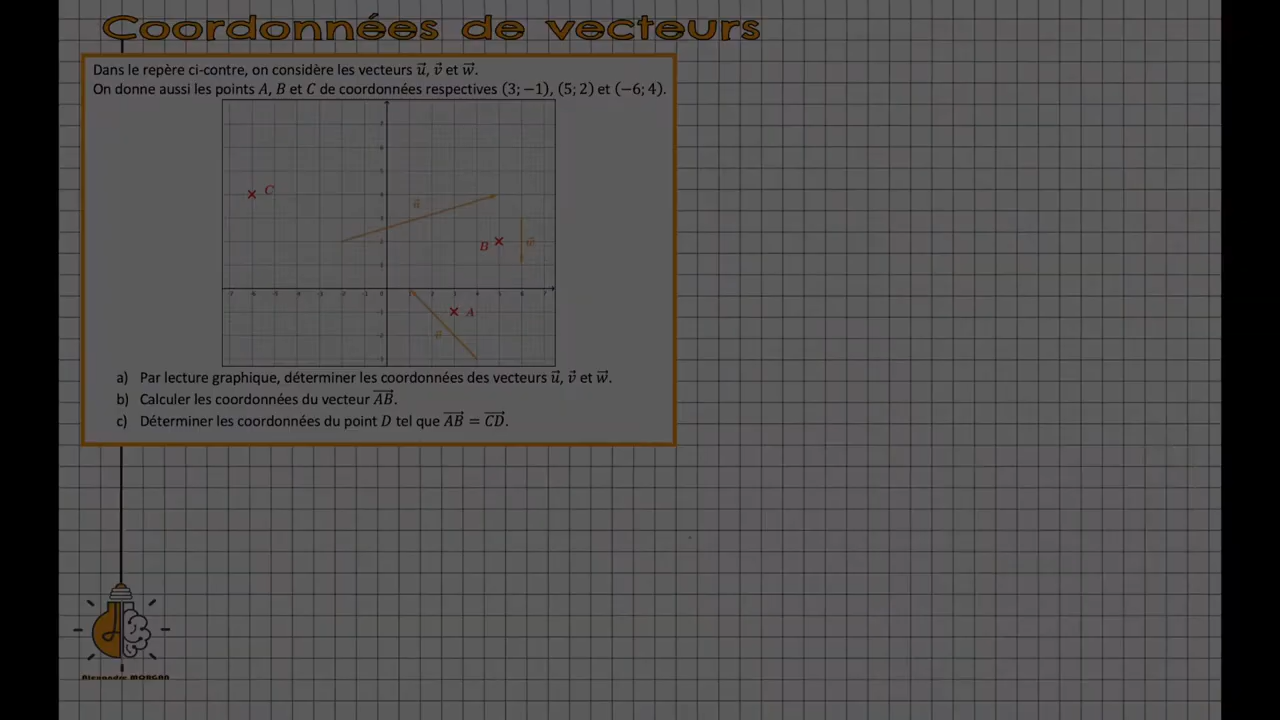 Coordonnées de vecteurs
Dans le repère ci-contre, on considère les vecteurs u⃗, v⃗ et w⃗.
On donne aussi les points A, B et C de coordonnées respectives (3; −1), (5; 2) et (−6; 4).
C
u⃗
B
w⃗
A
a) Par lecture graphique, déterminer les coordonnées des vecteurs u⃗, v⃗ et w⃗.
b) Calculer les coordonnées du vecteur AB⃗.
c) Déterminer les coordonnées du point D tel que AB⃗ = CD⃗.
Alexandre MORGAN